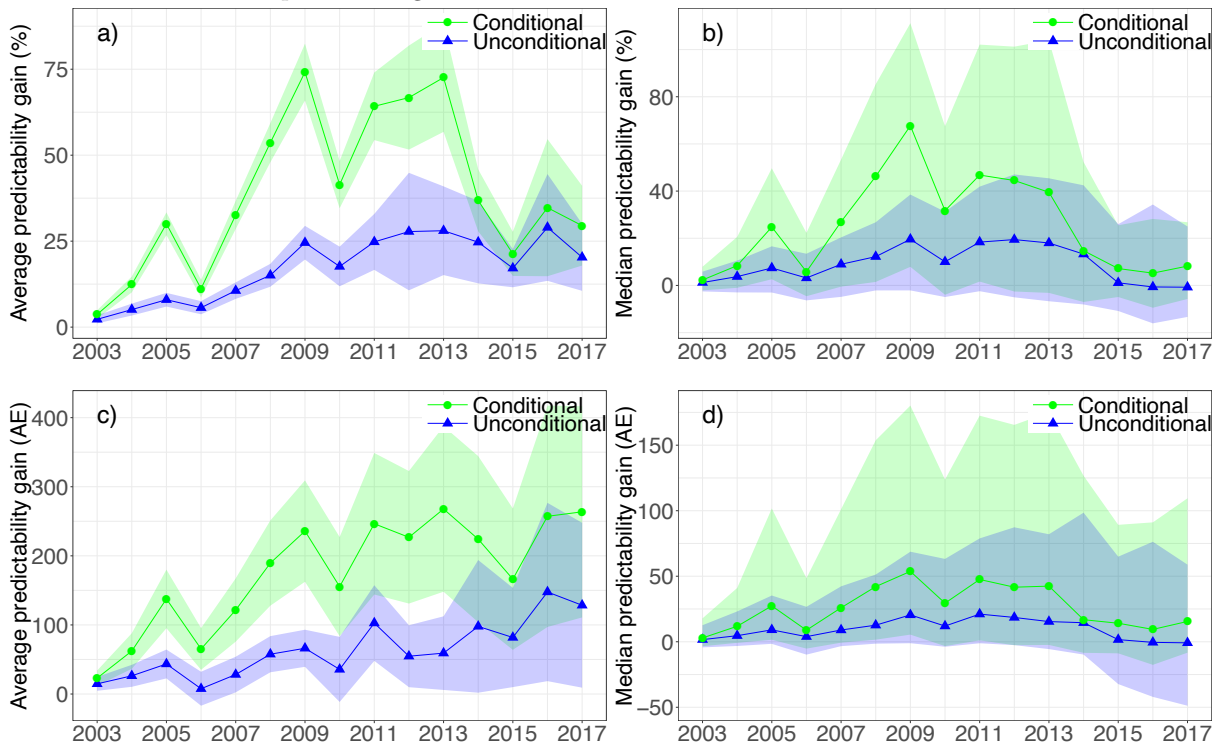 a)
Conditional
Unconditional
Average predictability gain (%)
75
50
25
0
2003 2005 2007 2009 2011 2013 2015 2017
b)
Conditional
Unconditional
Median predictability gain (%)
80
40
0
2003 2005 2007 2009 2011 2013 2015 2017
c)
Conditional
Unconditional
Average predictability gain (AE)
400
300
200
100
0
2003 2005 2007 2009 2011 2013 2015 2017
d)
Conditional
Unconditional
Median predictability gain (AE)
150
100
50
0
−50
2003 2005 2007 2009 2011 2013 2015 2017